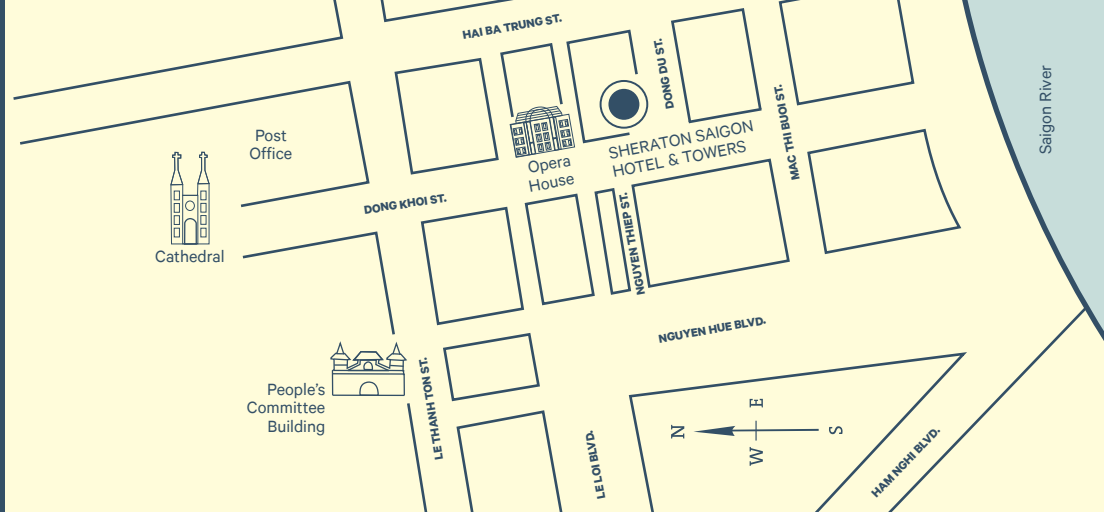 HAI BA TRUNG ST.
DONG DU ST.
MAC THI BUOI ST.
Saigon River
Post
Office
SHERATON SAIGON
HOTEL & TOWERS
Opera
House
DONG KHOI ST.
NGUYEN THIEP ST.
Cathedral
NGUYEN HUE BLVD.
People's
Committee
Building
LE THANH TON ST.
LE LOI BLVD.
N
E
S
W
HAM NGHI BLVD.